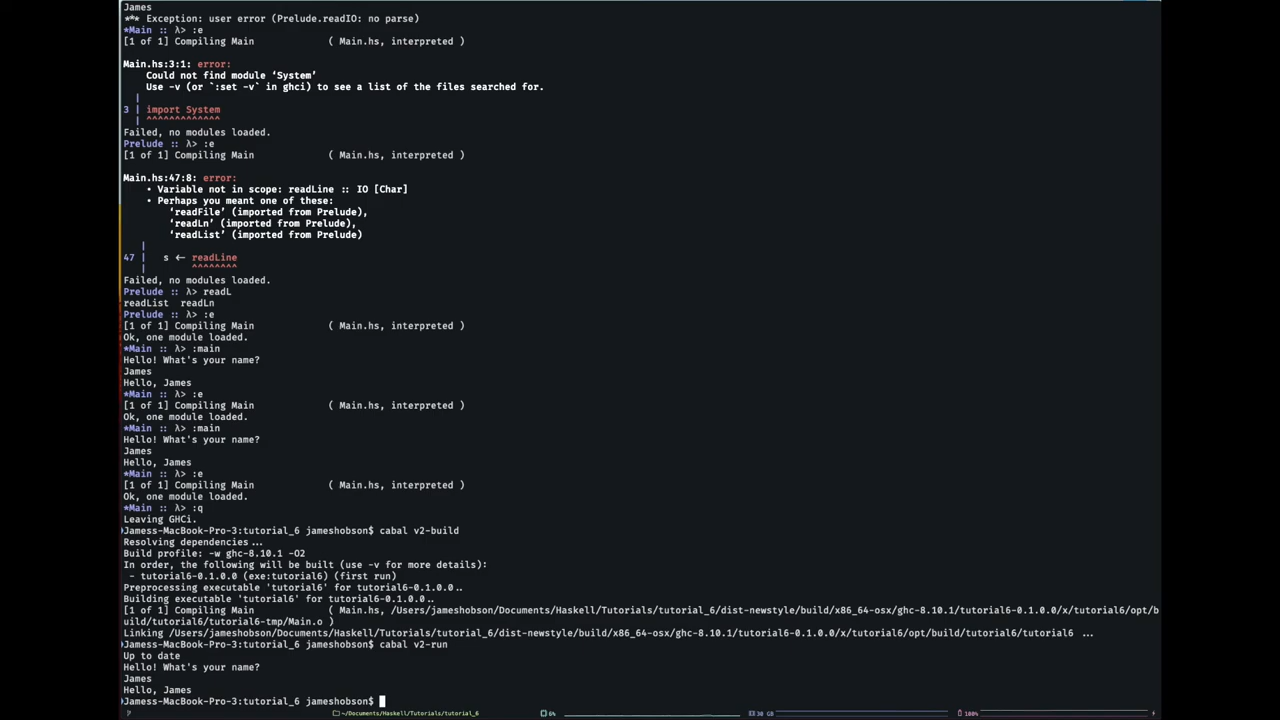 James
*** Exception: user error (Prelude.readIO: no parse)
*Main :: λ> :e
[1 of 1] Compiling Main             ( Main.hs, interpreted )
Main.hs:3:1: error:
    Could not find module ‘System’
    Use -v (or `:set -v` in ghci) to see a list of the files searched for.
  |
3 | import System
  | ^^^^^^^^^^^^^
Failed, no modules loaded.
Prelude :: λ> :e
[1 of 1] Compiling Main             ( Main.hs, interpreted )
Main.hs:47:8: error:
    • Variable not in scope: readLine :: IO [Char]
    • Perhaps you meant one of these:
        ‘readFile’ (imported from Prelude),
        ‘readLn’ (imported from Prelude),
        ‘readList’ (imported from Prelude)
   |
47 |   s <- readLine
   |        ^^^^^^^^
Failed, no modules loaded.
Prelude :: λ> readL
readList  readLn
Prelude :: λ> :e
[1 of 1] Compiling Main             ( Main.hs, interpreted )
Ok, one module loaded.
*Main :: λ> :main
Hello! What's your name?
James
Hello, James
*Main :: λ> :e
[1 of 1] Compiling Main             ( Main.hs, interpreted )
Ok, one module loaded.
*Main :: λ> :main
Hello! What's your name?
James
Hello, James
*Main :: λ> :e
[1 of 1] Compiling Main             ( Main.hs, interpreted )
Ok, one module loaded.
*Main :: λ> :q
Leaving GHCi.
Jamess-MacBook-Pro-3:tutorial_6 jameshobson$ cabal v2-build
Resolving dependencies...
Build profile: -w ghc-8.10.1 -O2
In order, the following will be built (use -v for more details):
 - tutorial6-0.1.0.0 (exe:tutorial6) (first run)
Preprocessing executable 'tutorial6' for tutorial6-0.1.0.0..
Building executable 'tutorial6' for tutorial6-0.1.0.0..
[1 of 1] Compiling Main             ( Main.hs, /Users/jameshobson/Documents/Haskell/Tutorials/tutorial_6/dist-newstyle/build/x86_64-osx/ghc-8.10.1/tutorial6-0.1.0.0/x/tutorial6/opt/b
uild/tutorial6/tutorial6-tmp/Main.o )
Linking /Users/jameshobson/Documents/Haskell/Tutorials/tutorial_6/dist-newstyle/build/x86_64-osx/ghc-8.10.1/tutorial6-0.1.0.0/x/tutorial6/opt/build/tutorial6/tutorial6 ...
Jamess-MacBook-Pro-3:tutorial_6 jameshobson$ cabal v2-run
Up to date
Hello! What's your name?
James
Hello, James
Jamess-MacBook-Pro-3:tutorial_6 jameshobson$
~/Documents/Haskell/Tutorials/tutorial_6 6% 30 GB 100%